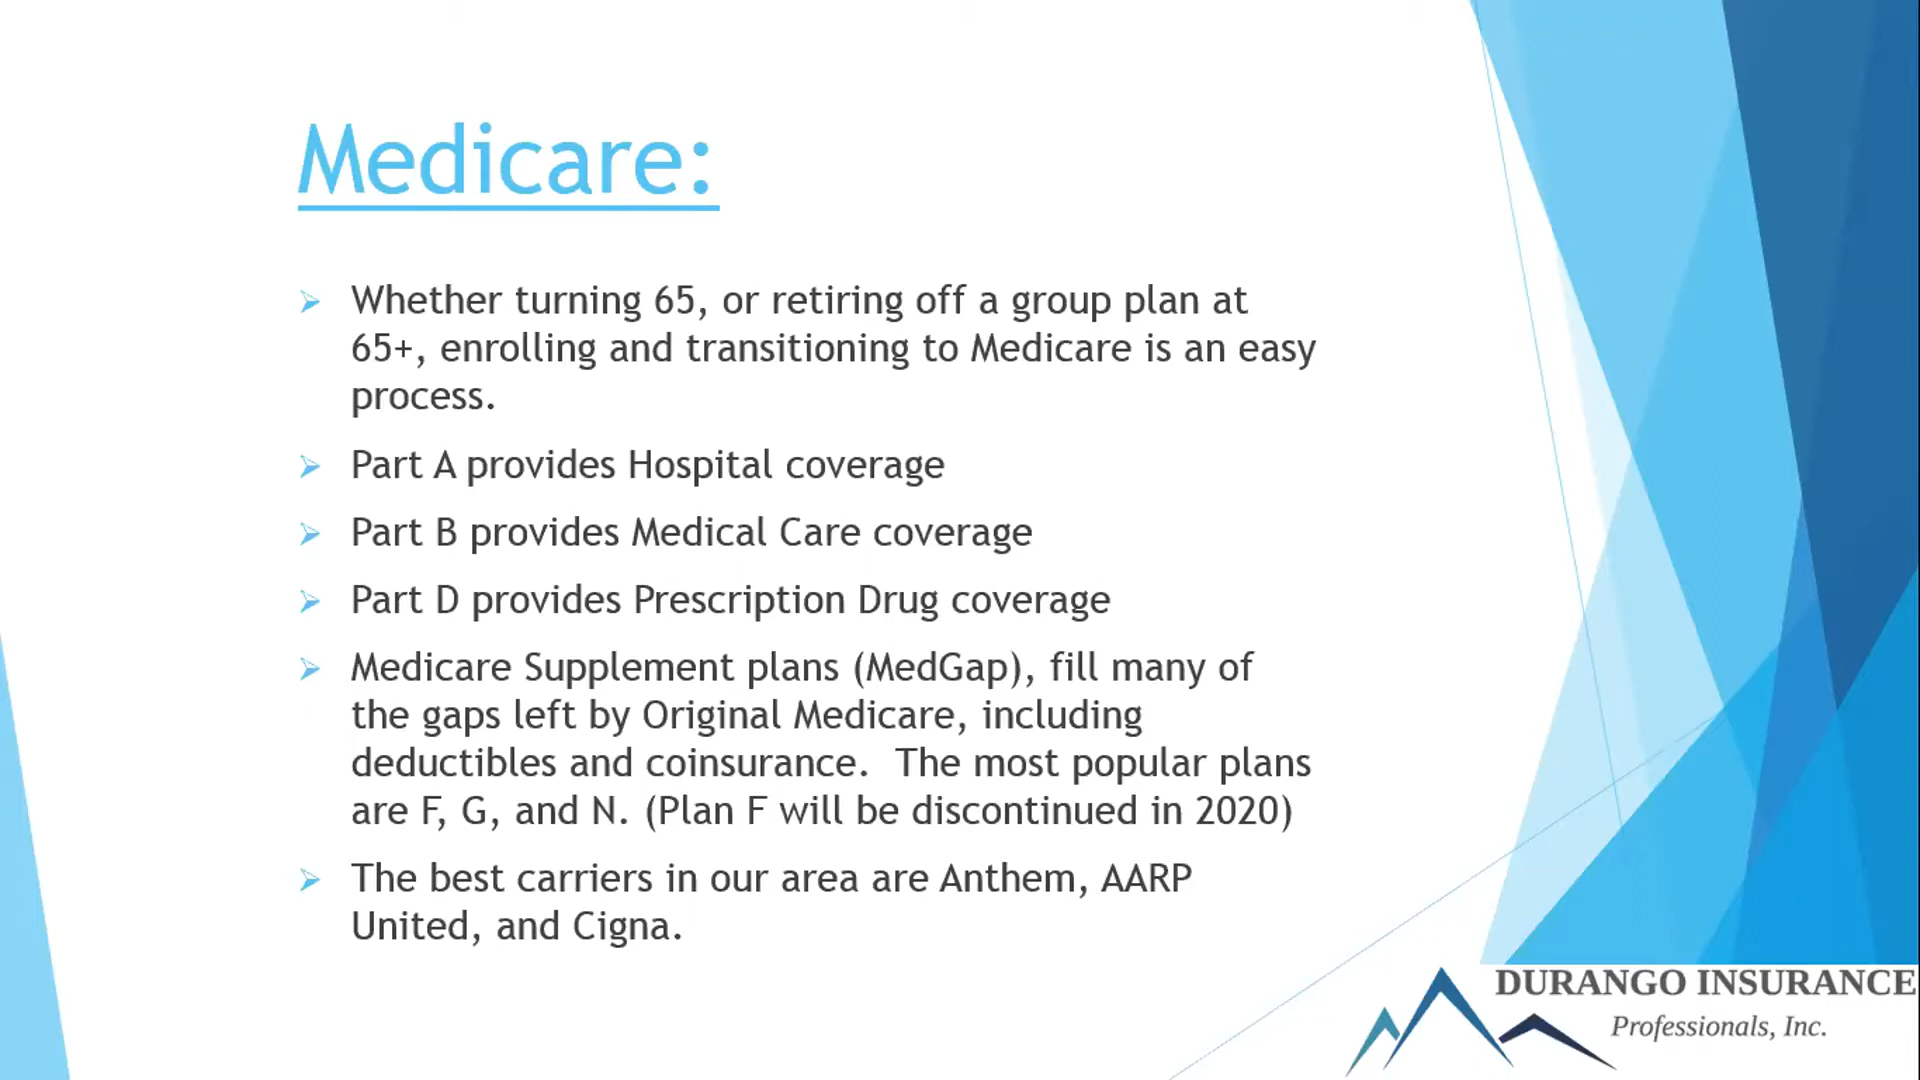 Medicare:
Whether turning 65, or retiring off a group plan at
65+, enrolling and transitioning to Medicare is an easy
process.
Part A provides Hospital coverage
Part B provides Medical Care coverage
Part D provides Prescription Drug coverage
Medicare Supplement plans (MedGap), fill many of
the gaps left by Original Medicare, including
deductibles and coinsurance.  The most popular plans
are F, G, and N. (Plan F will be discontinued in 2020)
The best carriers in our area are Anthem, AARP
United, and Cigna.
DURANGO INSURANCE
Professionals, Inc.